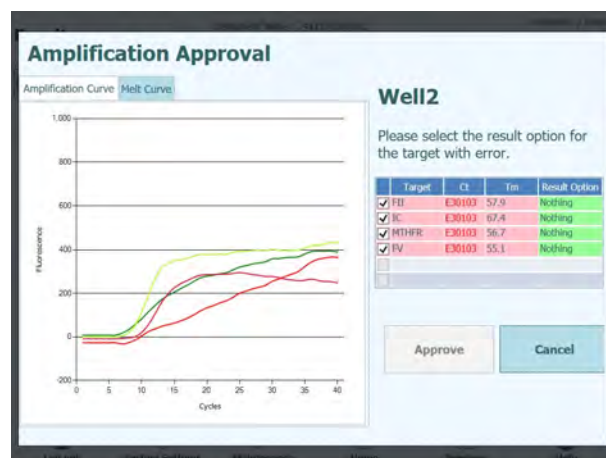 Amplification Approval
Amplification Curve Melt Curve
1,000
800
600
400
200
0
-200
Fluorescence
0 5 10 15 20 25 30 35 40
Cycles
Well2
Please select the result option for
the target with error.
Target Ct Tm Result Option
FII E30103 57.9 Nothing
IC E30103 67.4 Nothing
MTHFR E30103 56.7 Nothing
FV E30103 55.1 Nothing
Approve Cancel